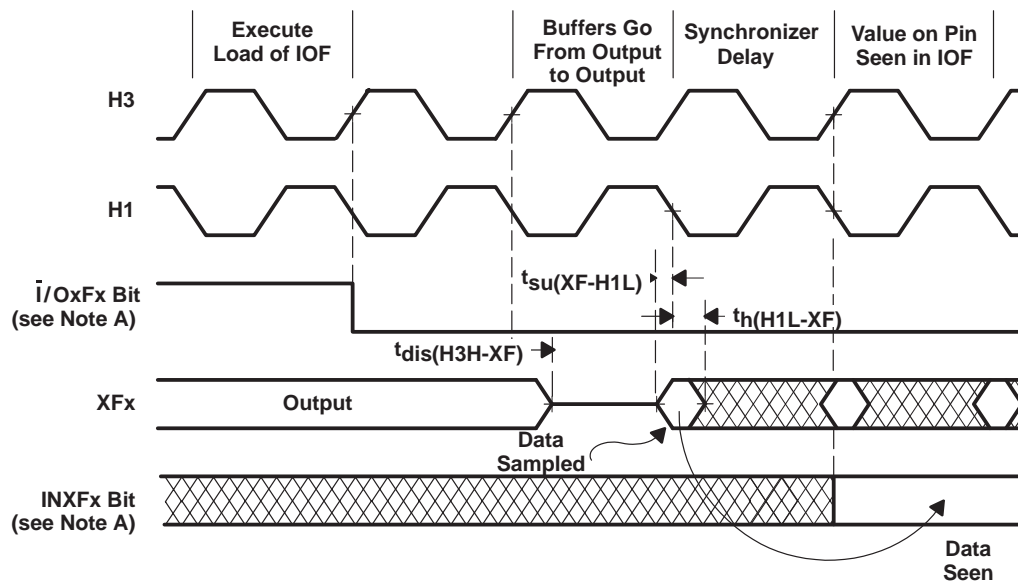 Execute
Load of IOF
Buffers Go
From Output
to Output
Synchronizer
Delay
Value on Pin
Seen in IOF
H3
H1
tsu(XF-H1L)
Ī/OxFx Bit
(see Note A)
th(H1L-XF)
tdis(H3H-XF)
XFx
Output
Data
Sampled
INXFx Bit
(see Note A)
Data
Seen